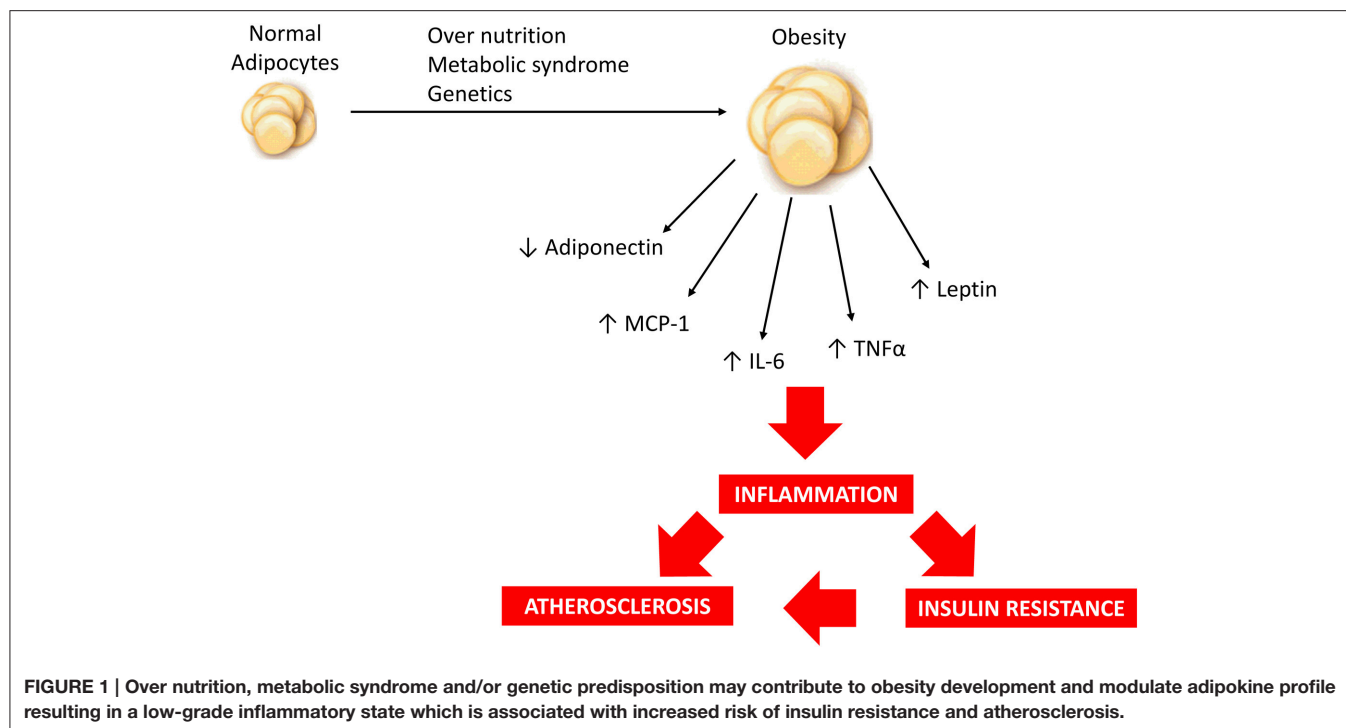 Normal
Adipocytes
Over nutrition
Metabolic syndrome
Genetics
Obesity
↓ Adiponectin
↑ MCP-1
↑ IL-6
↑ TNFα
↑ Leptin
INFLAMMATION
ATHEROSCLEROSIS
INSULIN RESISTANCE
FIGURE 1 | Over nutrition, metabolic syndrome and/or genetic predisposition may contribute to obesity development and modulate adipokine profile
resulting in a low-grade inflammatory state which is associated with increased risk of insulin resistance and atherosclerosis.